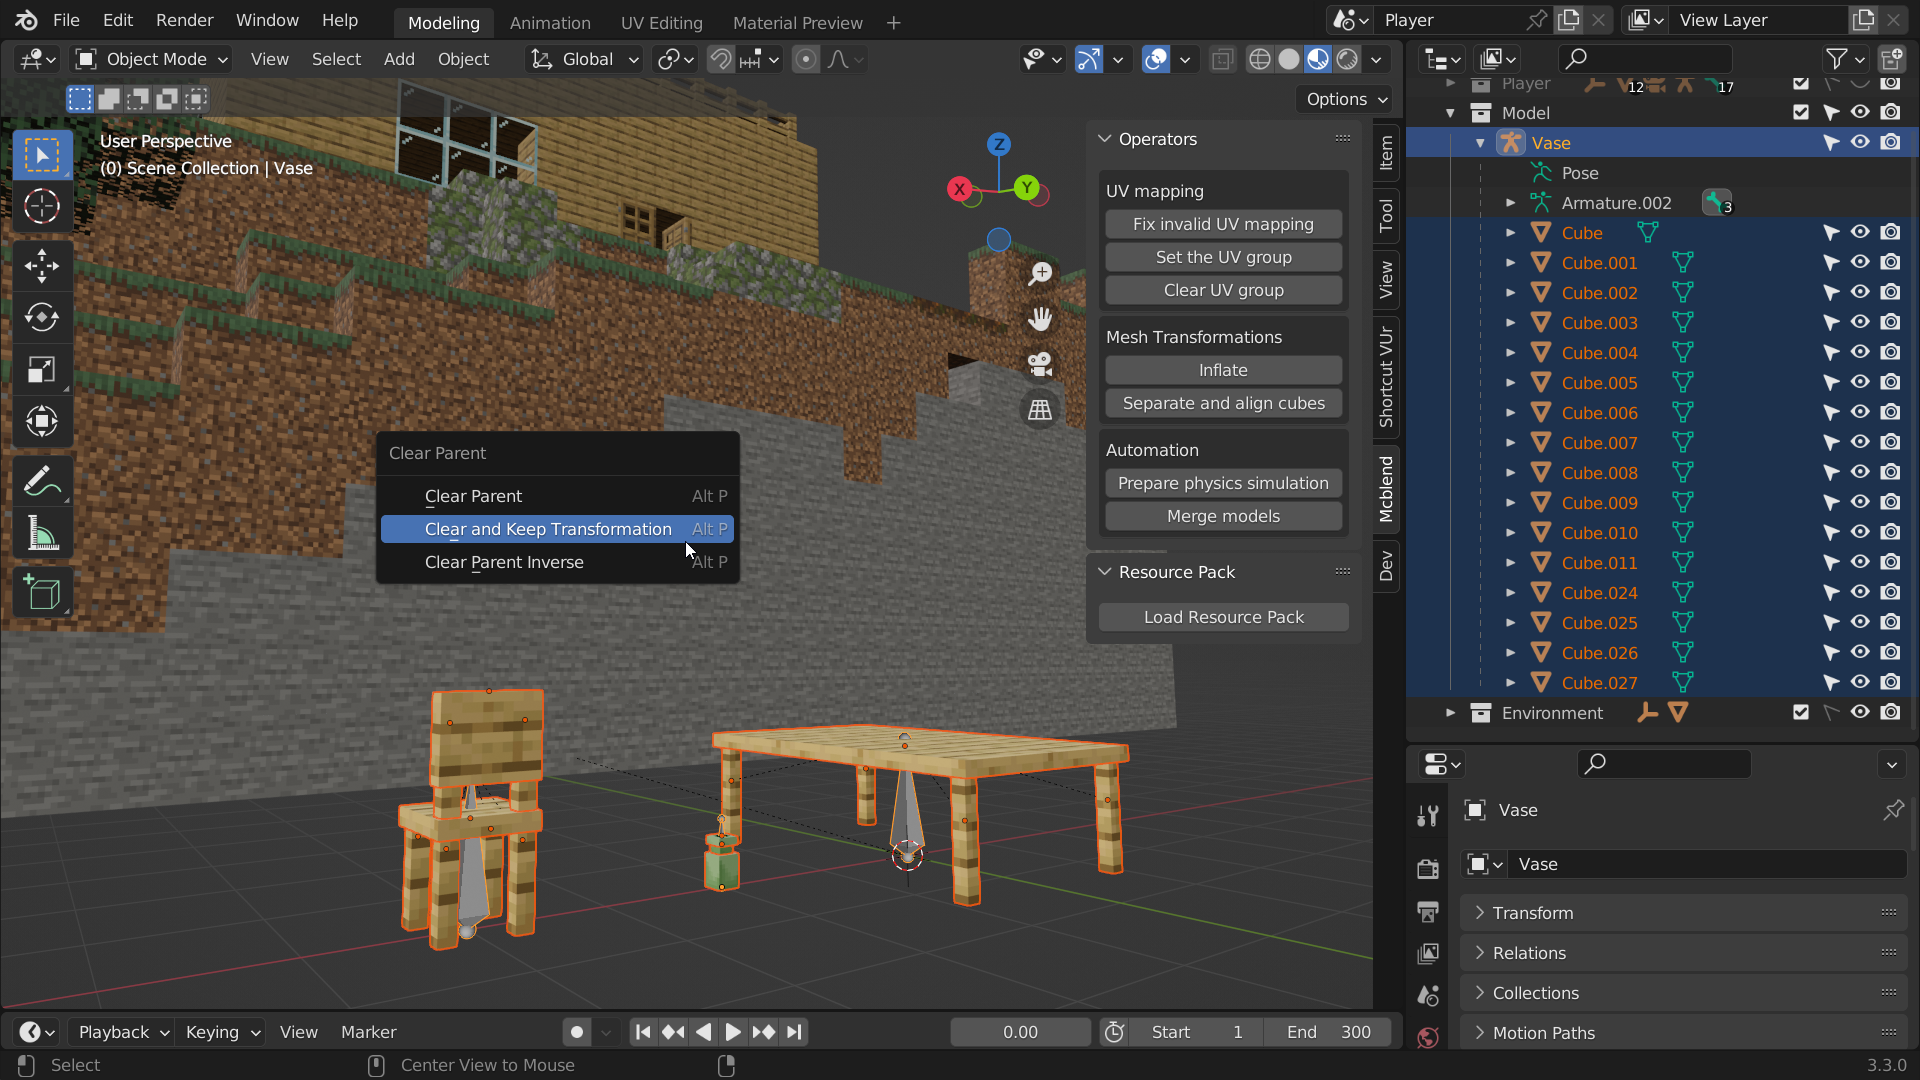 File Edit Render Window Help
Modeling Animation UV Editing Material Preview +
Player
View Layer
Object Mode View Select Add Object
Global
Options
User Perspective
(0) Scene Collection | Vase
Z
X
Y
Operators
UV mapping
Fix invalid UV mapping
Set the UV group
Clear UV group
Mesh Transformations
Inflate
Separate and align cubes
Automation
Prepare physics simulation
Merge models
Resource Pack
Load Resource Pack
Item
Tool
View
Shortcut VUr
Mcblend
Dev
Clear Parent
Clear Parent Alt P
Clear and Keep Transformation Alt P
Clear Parent Inverse Alt P
Player 12 17
Model
Vase
Pose
Armature.002 3
Cube
Cube.001
Cube.002
Cube.003
Cube.004
Cube.005
Cube.006
Cube.007
Cube.008
Cube.009
Cube.010
Cube.011
Cube.024
Cube.025
Cube.026
Cube.027
Environment
Vase
Vase
Transform
Relations
Collections
Motion Paths
Playback Keying View Marker
0.00
Start 1 End 300
Select
Center View to Mouse
3.3.0